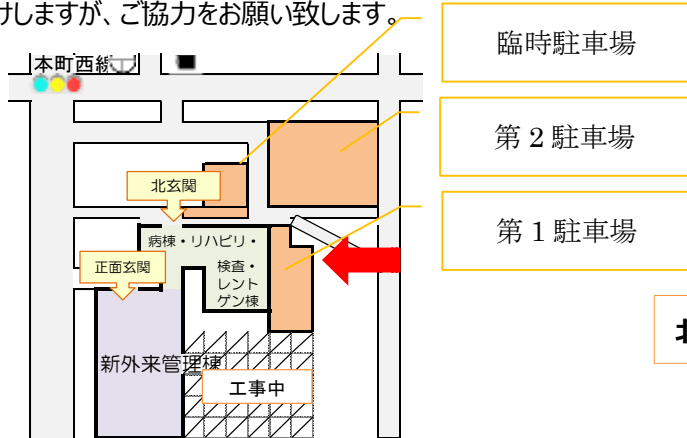 けしますが、ご協力をお願い致します。
臨時駐車場
本町西線
第２駐車場
北玄関
第１駐車場
病棟・リハビリ・
正面玄関
検査・
レント
ゲン棟
新外来管理棟
工事中